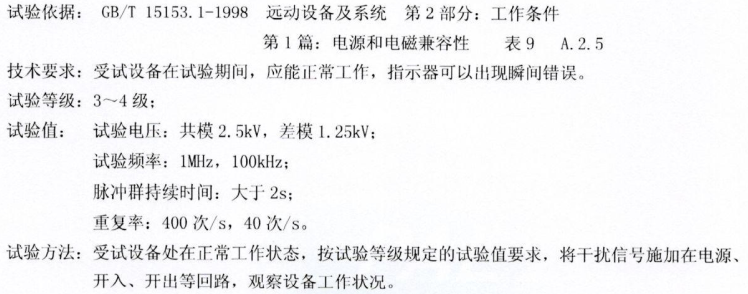 试验依据： GB/T 15153.1-1998 远动设备及系统 第2部分：工作条件
第1篇：电源和电磁兼容性 表9 A.2.5
技术要求：受试设备在试验期间，应能正常工作，指示器可以出现瞬间错误。
试验等级：3～4级；
试验值： 试验电压：共模2.5kV，差模1.25kV；
试验频率：1MHz，100kHz；
脉冲群持续时间：大于2s；
重复率：400次/s，40次/s。
试验方法：受试设备处在正常工作状态，按试验等级规定的试验值要求，将干扰信号施加在电源、
开入、开出等回路，观察设备工作状况。